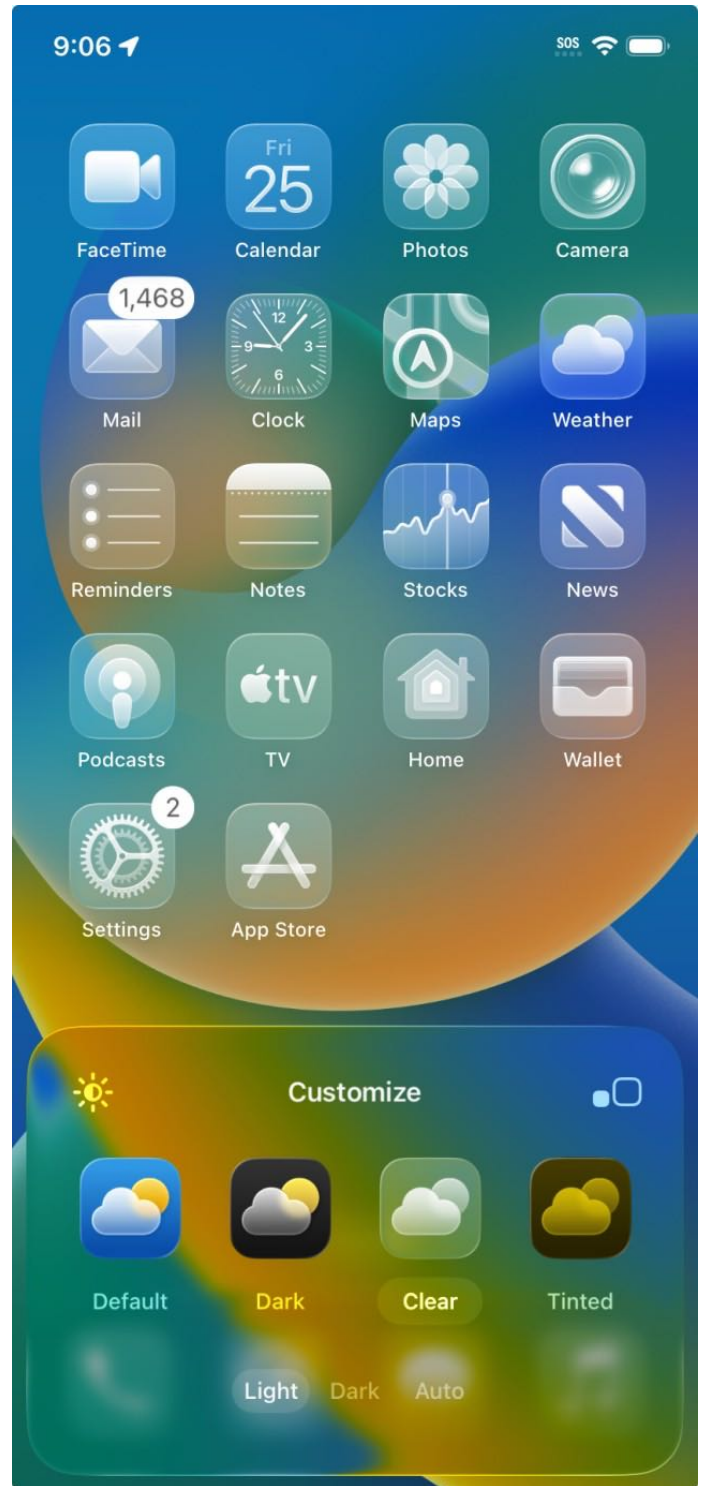 9:06 SOS
Fri
25
FaceTime Calendar Photos Camera
1,468
12
9 3
6
Mail Clock Maps Weather
Reminders Notes Stocks News
tv
Podcasts TV Home Wallet
2
Settings App Store
Customize
Default Dark Clear Tinted
Light Dark Auto